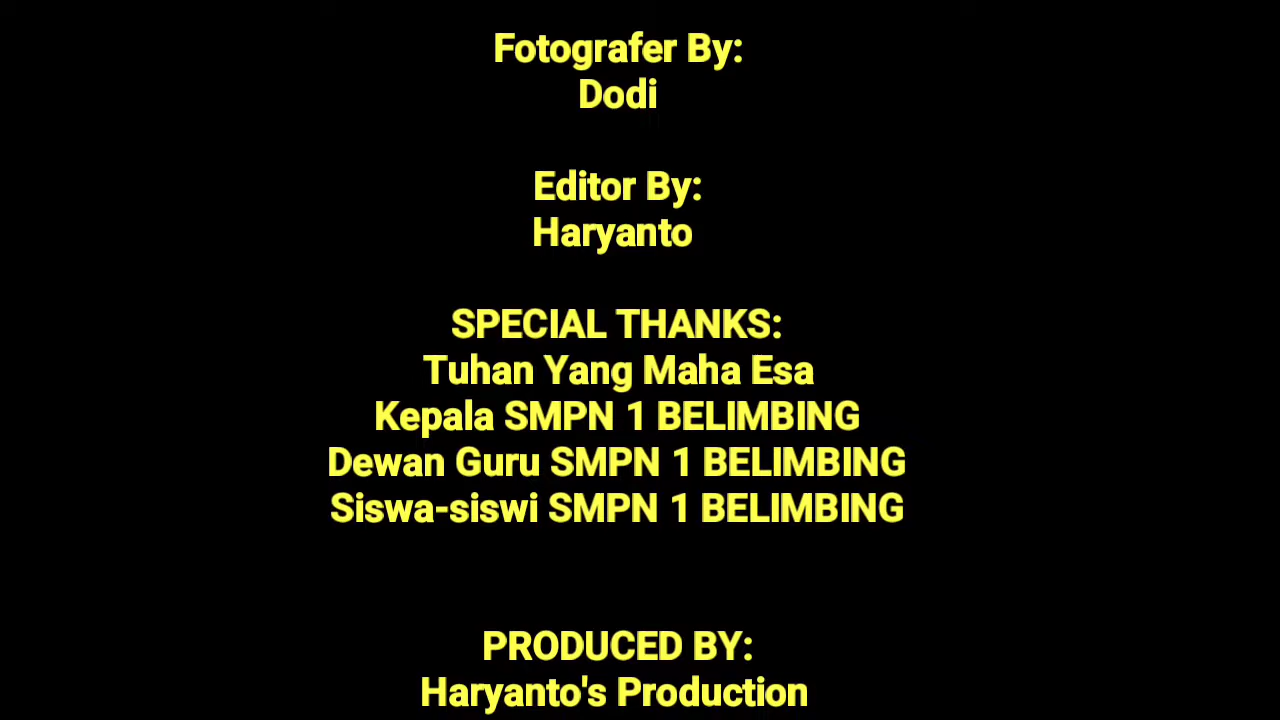 Fotografer By:
Dodi
Editor By:
Haryanto
SPECIAL THANKS:
Tuhan Yang Maha Esa
Kepala SMPN 1 BELIMBING
Dewan Guru SMPN 1 BELIMBING
Siswa-siswi SMPN 1 BELIMBING
PRODUCED BY:
Haryanto's Production